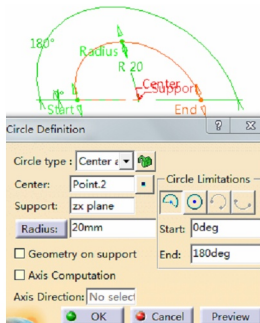 180°
Radius
R 20
Center
Support
Start
End
Circle Definition
Circle type :
Center
Center:
Point.2
Circle Limitations
Support:
zx plane
Radius:
20mm
Start:
0deg
Geometry on support
End:
180deg
Axis Computation
Axis Direction:
No select
OK
Cancel
Preview